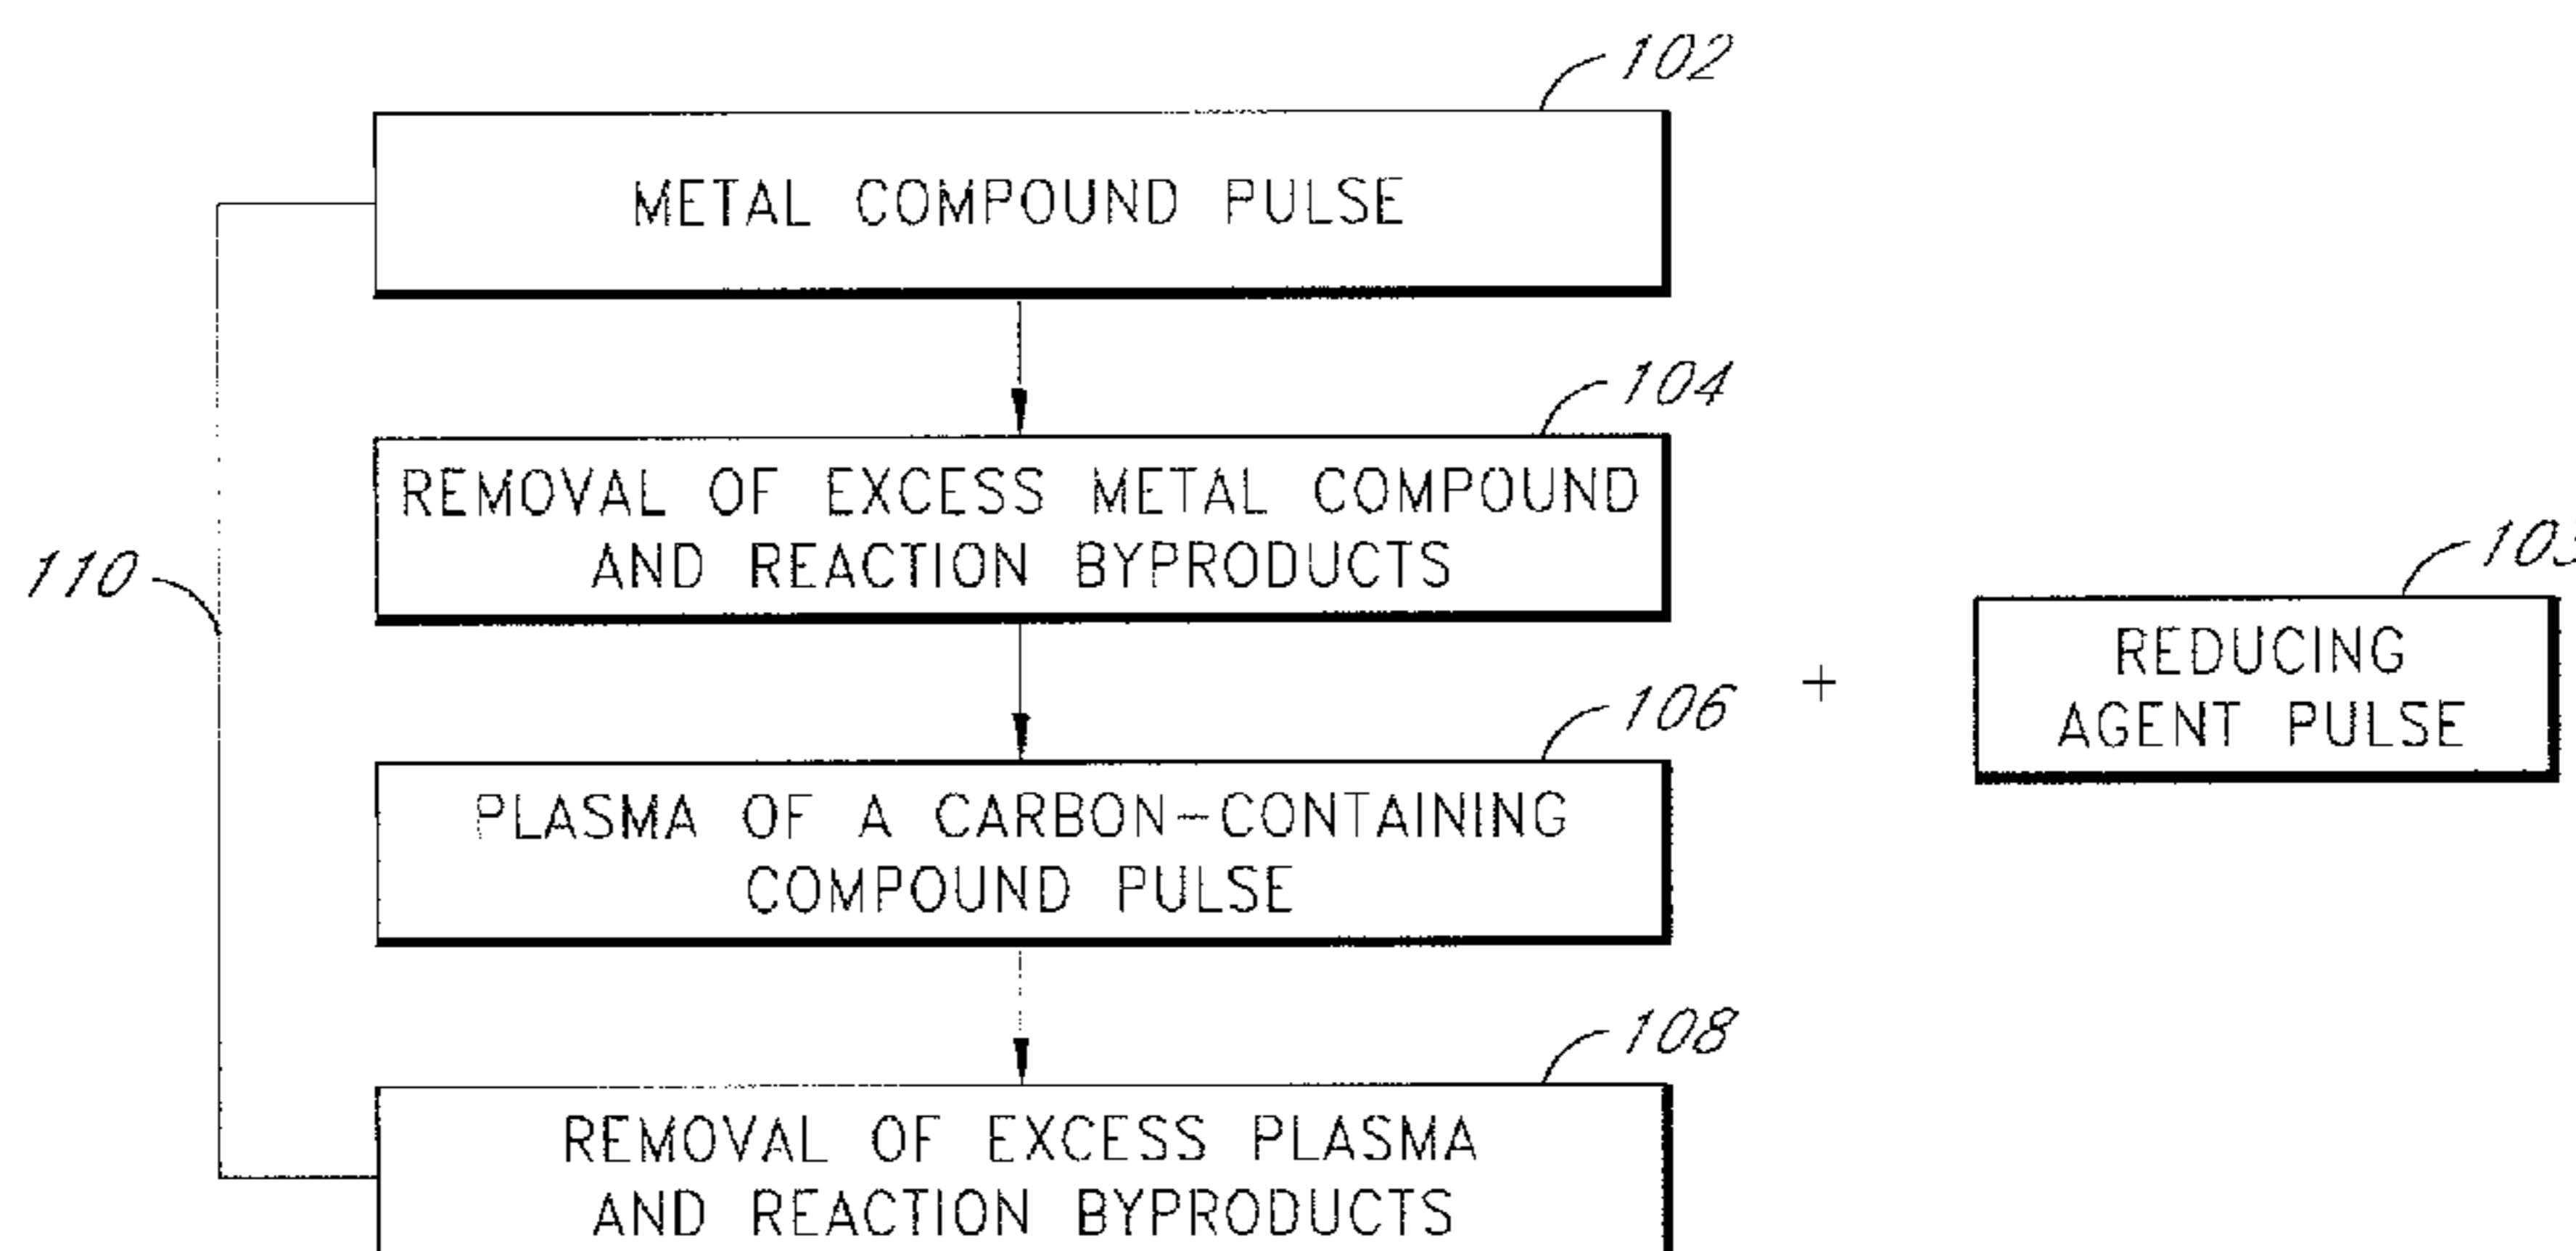 102
METAL COMPOUND PULSE
104
REMOVAL OF EXCESS METAL COMPOUND
AND REACTION BYPRODUCTS
110
103
REDUCING
AGENT PULSE
+
106
PLASMA OF A CARBON-CONTAINING
COMPOUND PULSE
108
REMOVAL OF EXCESS PLASMA
AND REACTION BYPRODUCTS